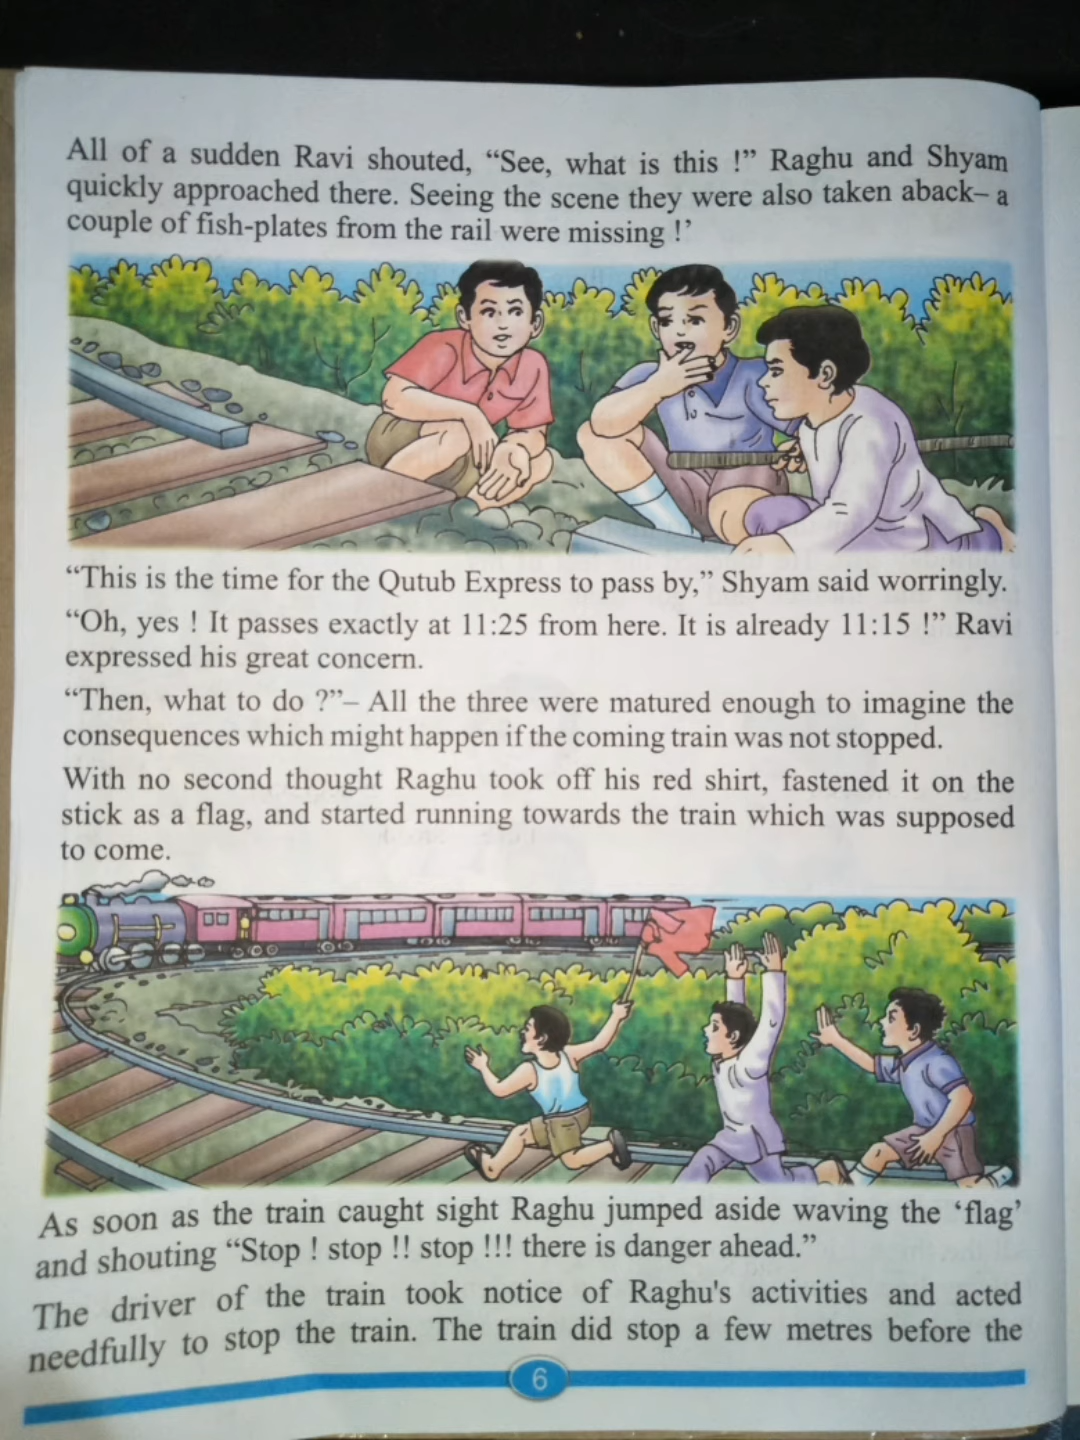 All of a sudden Ravi shouted, “See, what is this !” Raghu and Shyam
quickly approached there. Seeing the scene they were also taken aback– a
couple of fish-plates from the rail were missing !’
“This is the time for the Qutub Express to pass by,” Shyam said worringly.
“Oh, yes ! It passes exactly at 11:25 from here. It is already 11:15 !” Ravi
expressed his great concern.
“Then, what to do ?”– All the three were matured enough to imagine the
consequences which might happen if the coming train was not stopped.
With no second thought Raghu took off his red shirt, fastened it on the
stick as a flag, and started running towards the train which was supposed
to come.
As soon as the train caught sight Raghu jumped aside waving the ‘flag’
and shouting “Stop ! stop !! stop !!! there is danger ahead.”
The driver of the train took notice of Raghu's activities and acted
needfully to stop the train. The train did stop a few metres before the
6